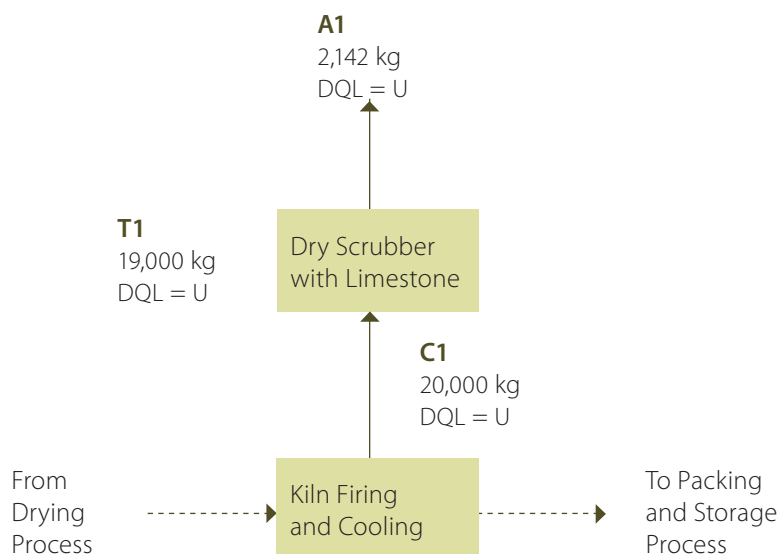 A1
2,142 kg
DQL = U
T1
19,000 kg
DQL = U
Dry Scrubber
with Limestone
C1
20,000 kg
DQL = U
From
Drying
Process
Kiln Firing
and Cooling
To Packing
and Storage
Process